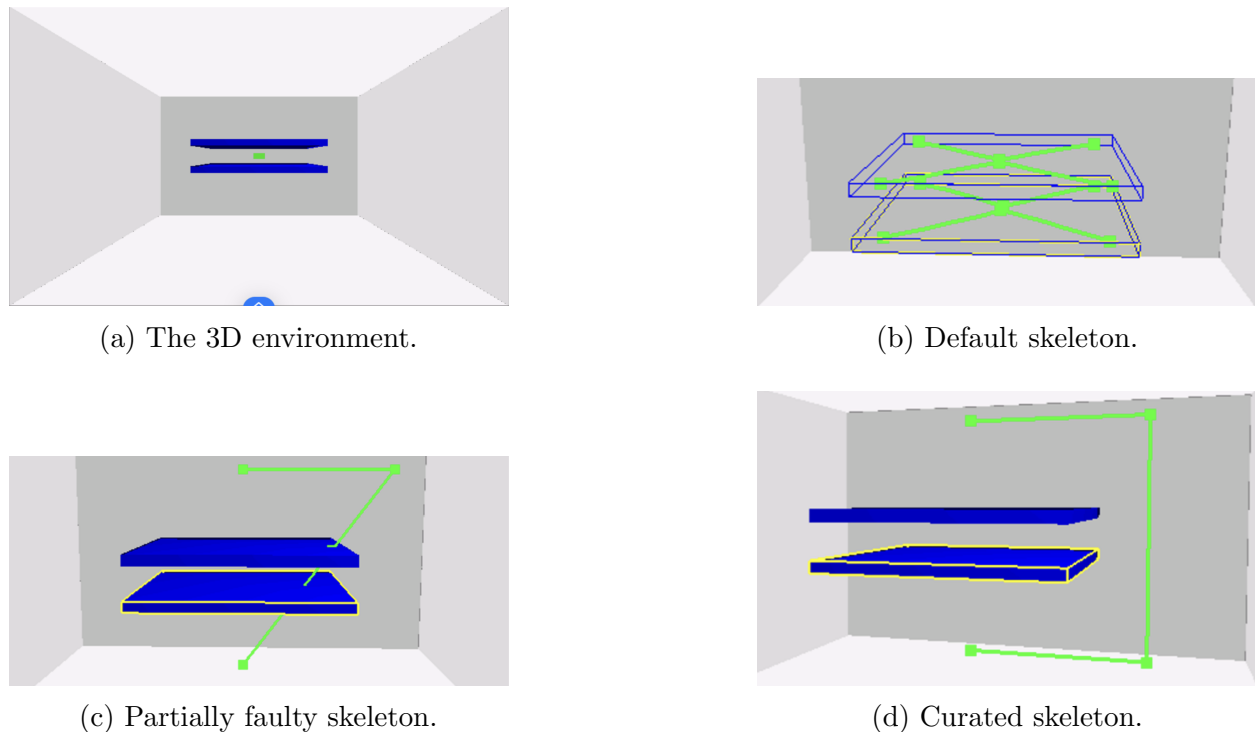 (a) The 3D environment.
(b) Default skeleton.
(c) Partially faulty skeleton.
(d) Curated skeleton.